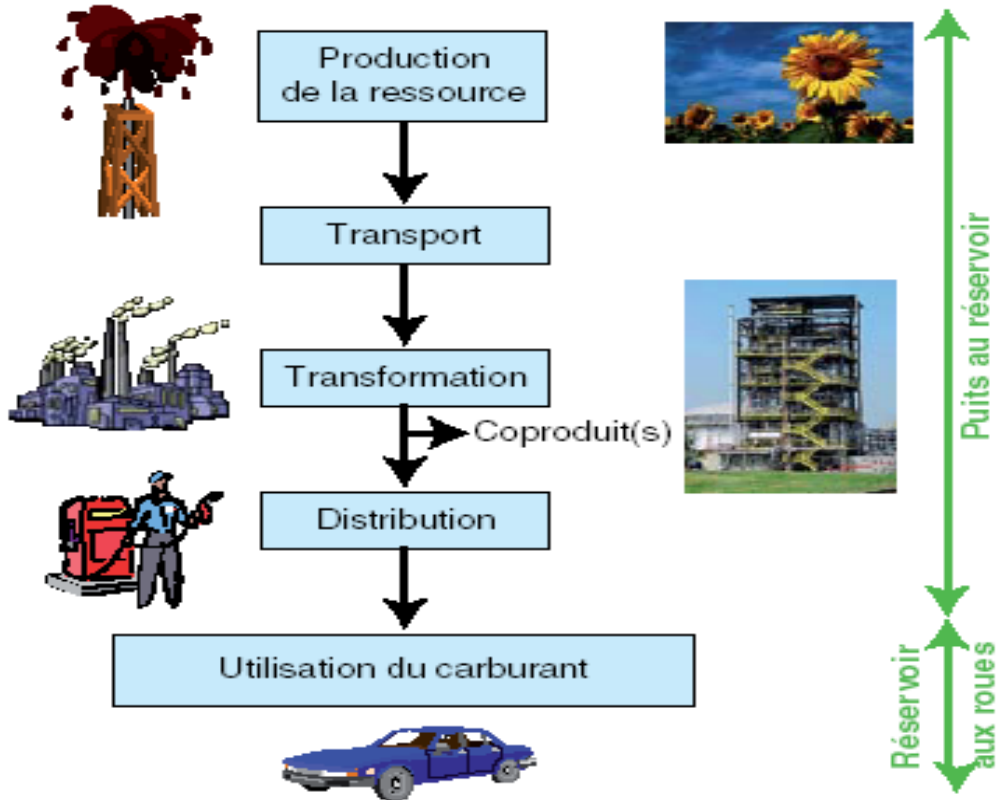 Production
de la ressource
Transport
Transformation
Coproduit(s)
Distribution
Utilisation du carburant
Puits au réservoir
Réservoir
aux roues